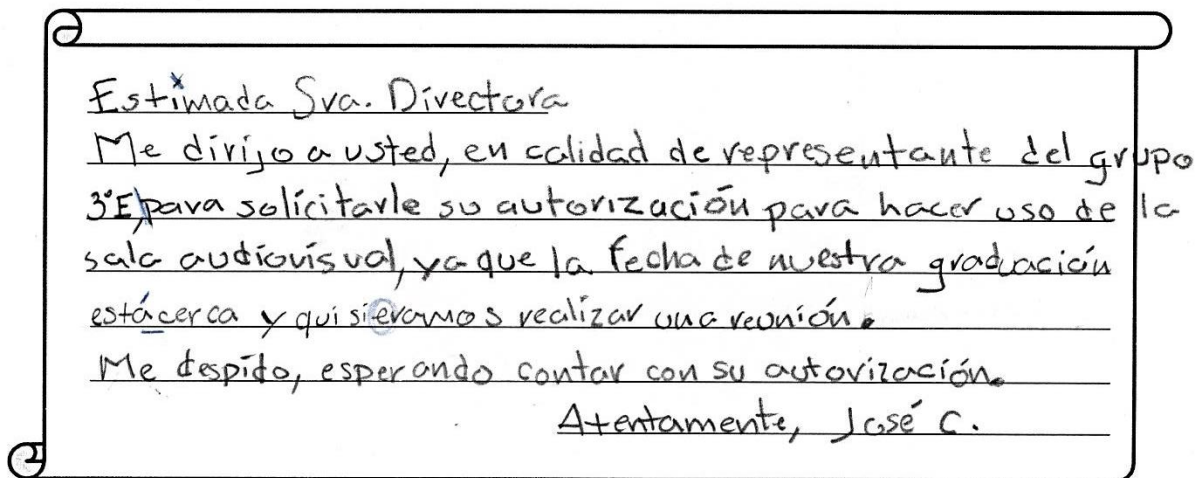 Estimada Sra. Directora
Me dirijo a usted, en calidad de representante del grupo
3°E, para solicitarle su autorización para hacer uso de la
sala audiovisual, ya que la fecha de nuestra graduación
está cerca y quisieramos realizar una reunión.
Me despido, esperando contar con su autorización.
Atentamente, José C.